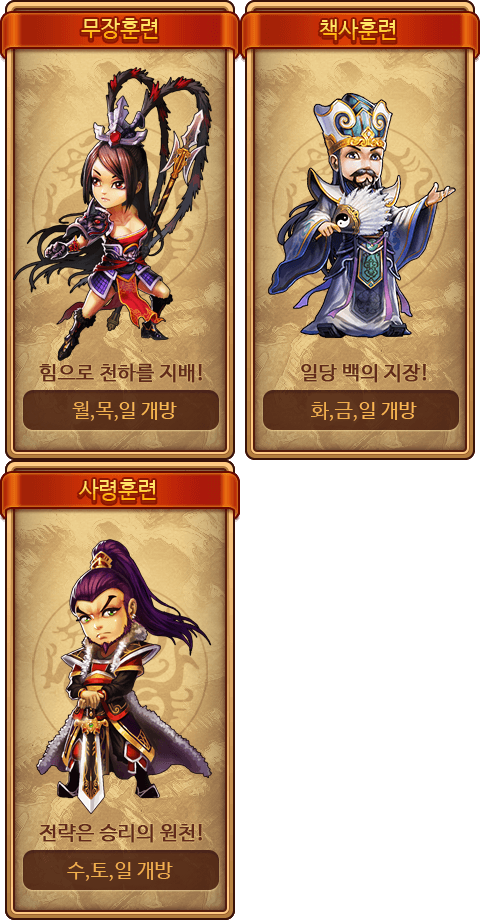 무장훈련
힘으로 천하를 지배!
월,목,일 개방
책사훈련
일당 백의 지장!
화,금,일 개방
사령훈련
전략은 승리의 원천!
수,토,일 개방